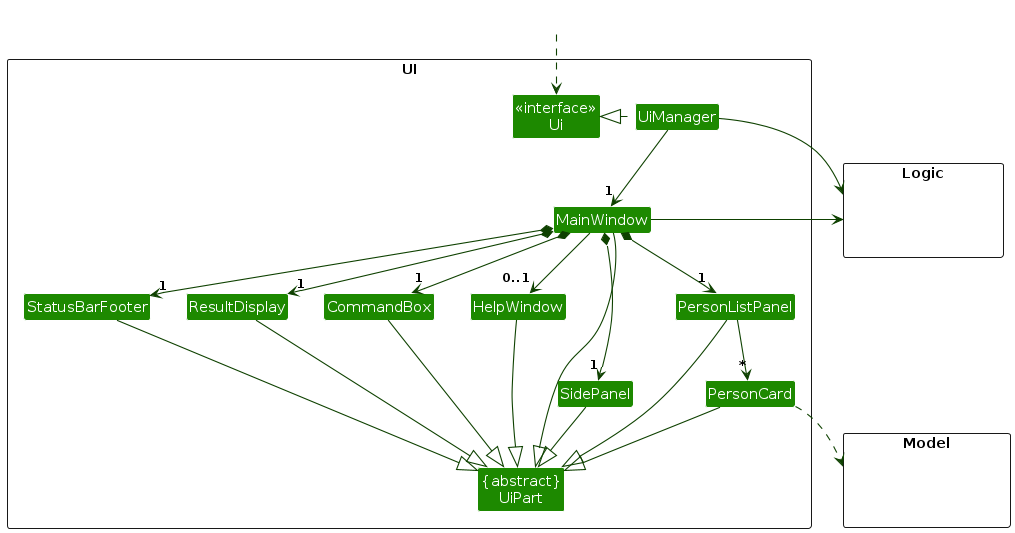 UI
«interface»
Ui
UiManager
Logic
1
MainWindow
1
1
1
0..1
1
StatusBarFooter
ResultDisplay
CommandBox
HelpWindow
PersonListPanel
1
*
SidePanel
PersonCard
Model
{abstract}
UiPart